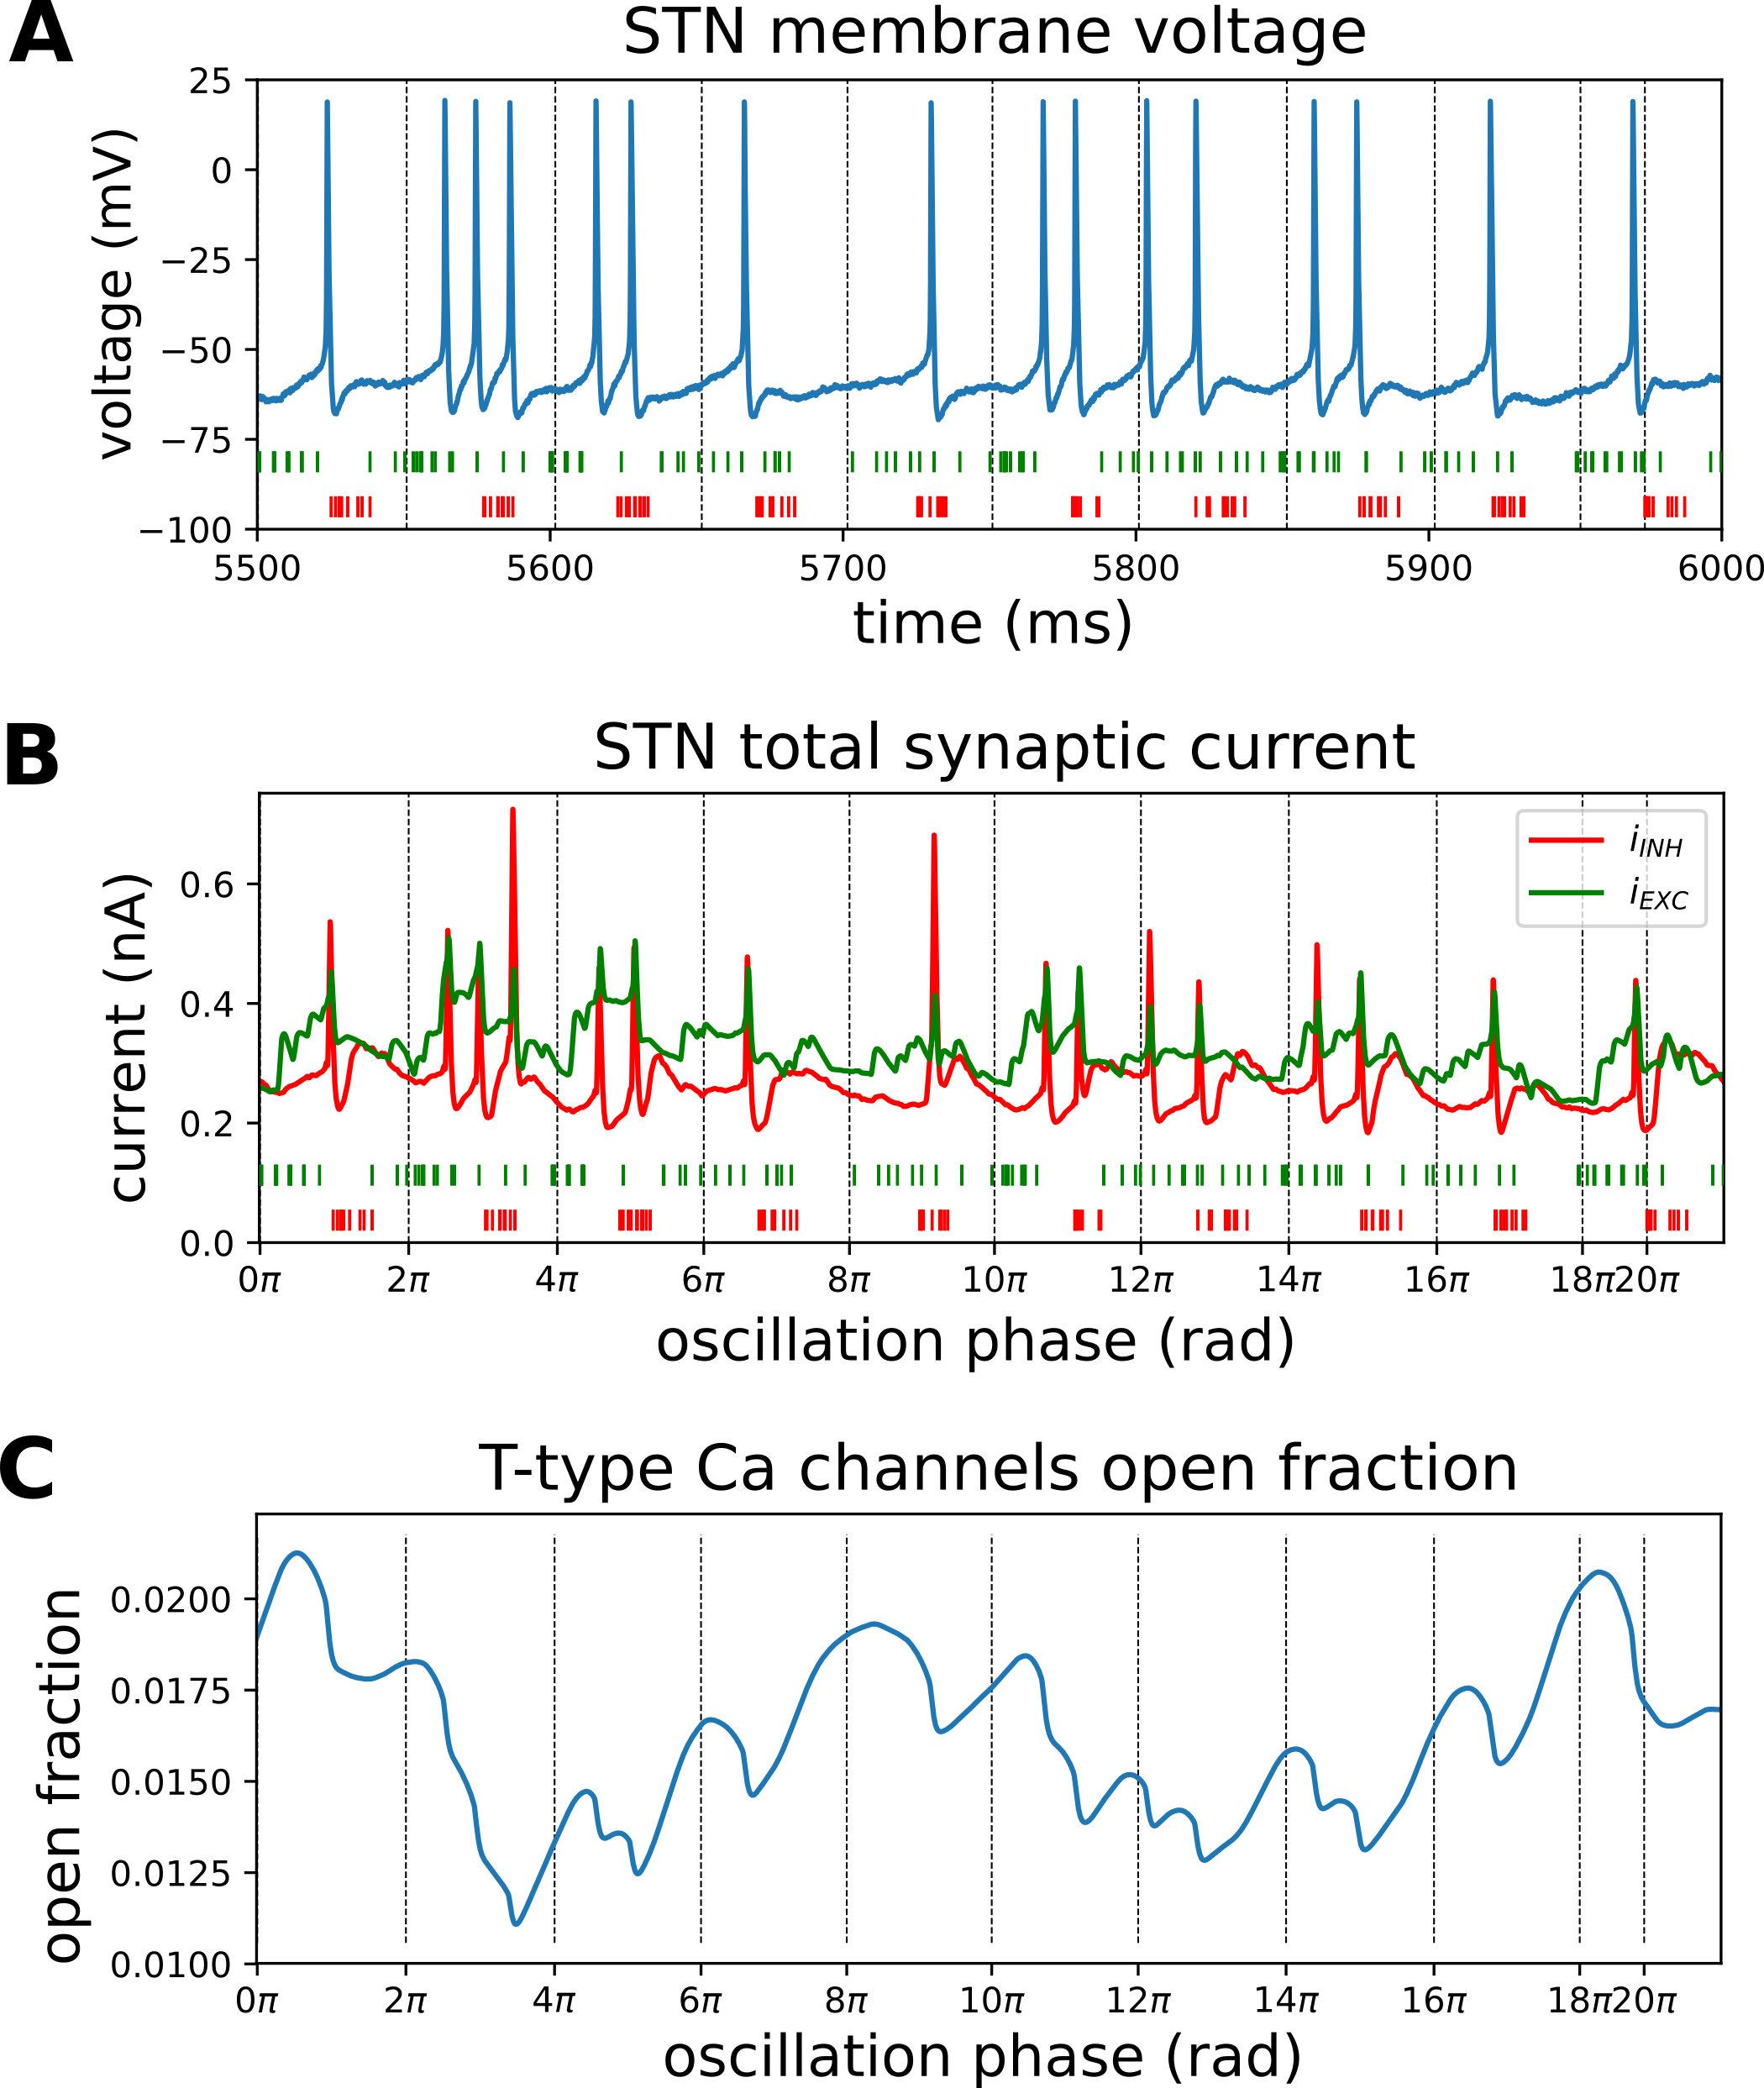 A
STN membrane voltage
voltage (mV)
25
0
−25
−50
−75
−100
5500 5600 5700 5800 5900 6000
time (ms)
B
STN total synaptic current
current (nA)
0.6
0.4
0.2
0.0
i_INH
i_EXC
0π 2π 4π 6π 8π 10π 12π 14π 16π 18π 20π
oscillation phase (rad)
C
T-type Ca channels open fraction
open fraction
0.0200
0.0175
0.0150
0.0125
0.0100
0π 2π 4π 6π 8π 10π 12π 14π 16π 18π 20π
oscillation phase (rad)